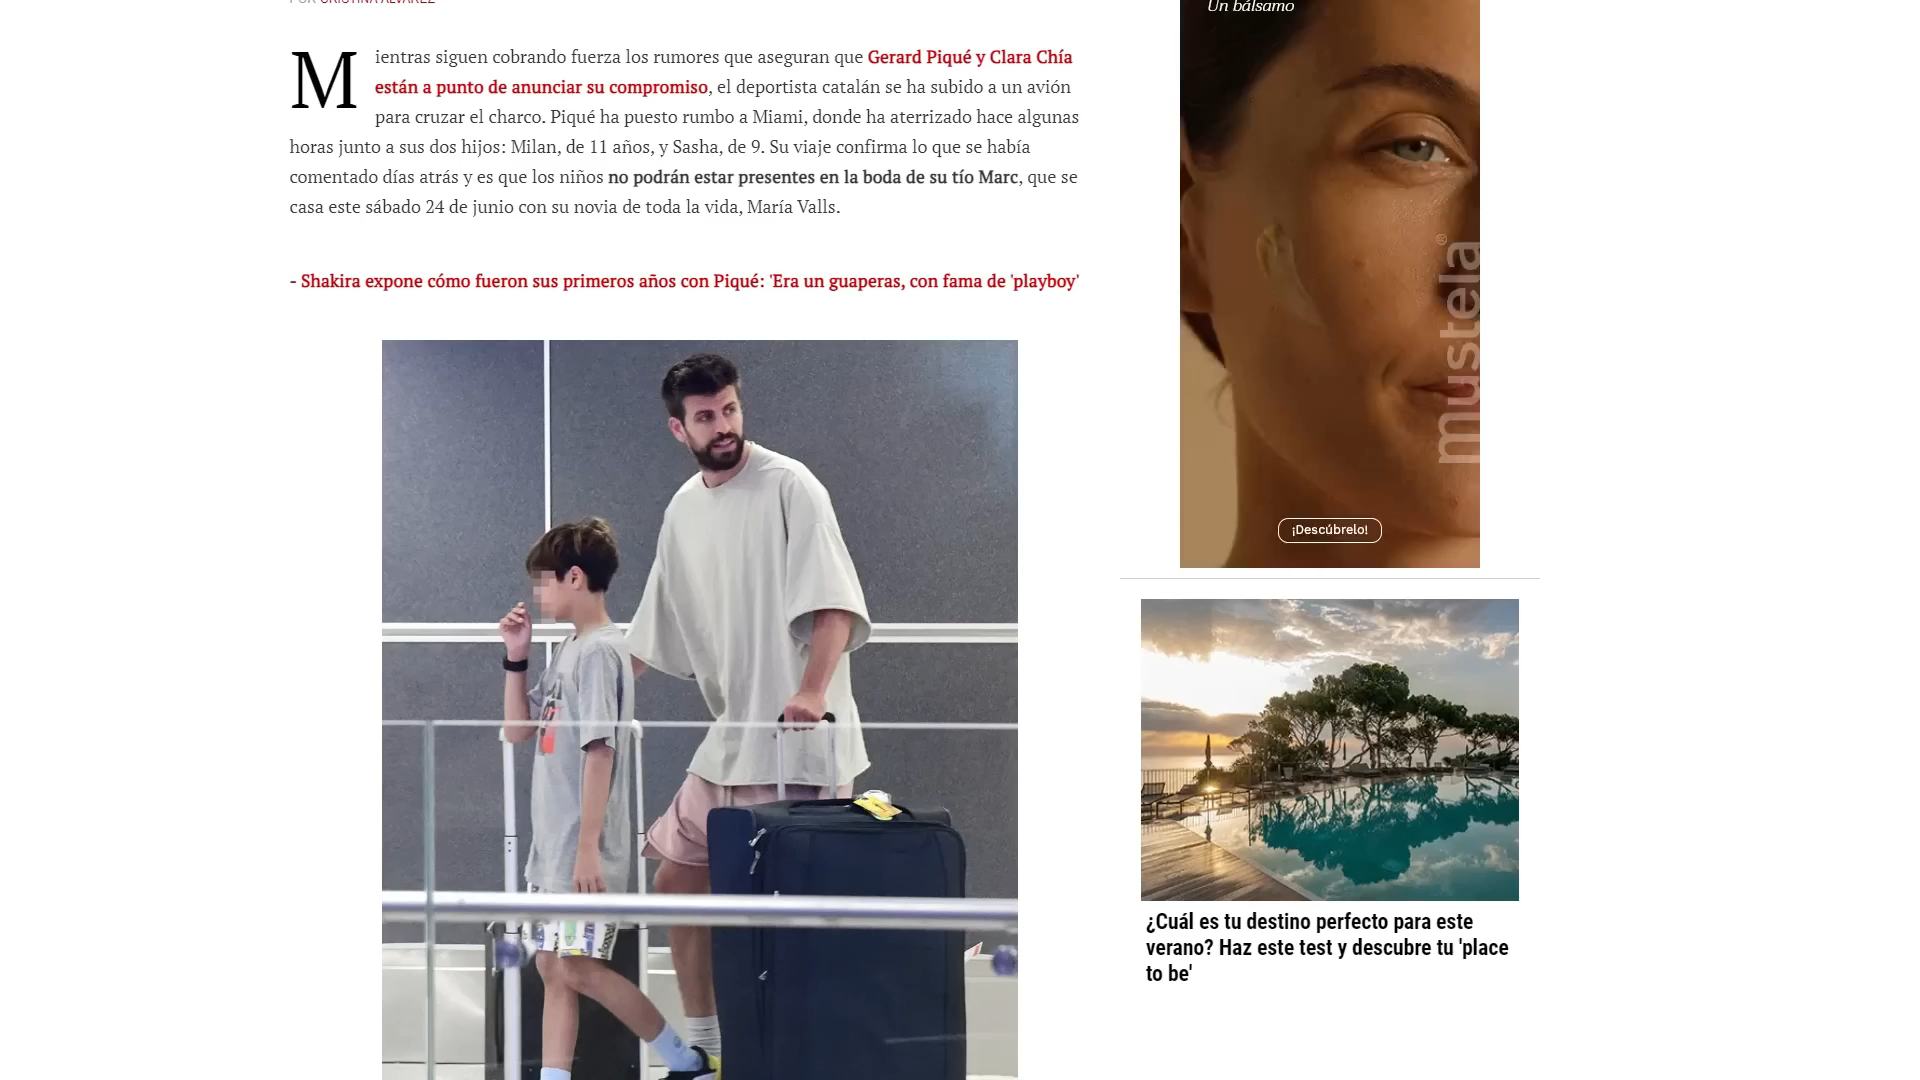 POR CRISTINA ÁLVAREZ
Mientras siguen cobrando fuerza los rumores que aseguran que Gerard Piqué y Clara Chía
están a punto de anunciar su compromiso, el deportista catalán se ha subido a un avión
para cruzar el charco. Piqué ha puesto rumbo a Miami, donde ha aterrizado hace algunas
horas junto a sus dos hijos: Milan, de 11 años, y Sasha, de 9. Su viaje confirma lo que se había
comentado días atrás y es que los niños no podrán estar presentes en la boda de su tío Marc, que se
casa este sábado 24 de junio con su novia de toda la vida, María Valls.
- Shakira expone cómo fueron sus primeros años con Piqué: 'Era un guaperas, con fama de 'playboy'
Un bálsamo
mustela
¡Descúbrelo!
¿Cuál es tu destino perfecto para este
verano? Haz este test y descubre tu 'place
to be'